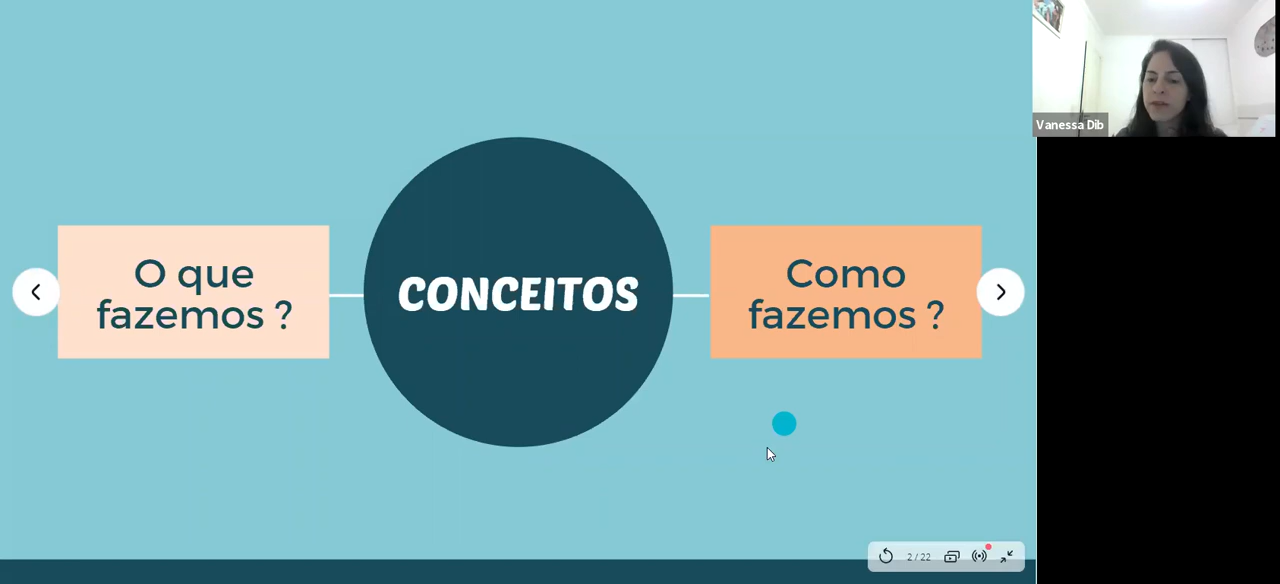 Vanessa Dib
O que
fazemos ?
CONCEITOS
Como
fazemos ?
2 / 22